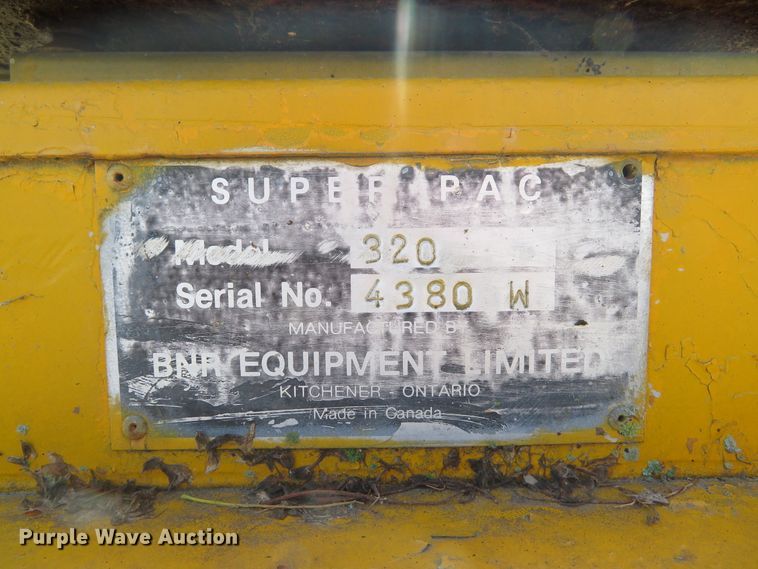 SUPER PAC
Model 320
Serial No. 4380 W
MANUFACTURED BY
BNR EQUIPMENT LIMITED
KITCHENER - ONTARIO
Made in Canada
Purple Wave Auction®